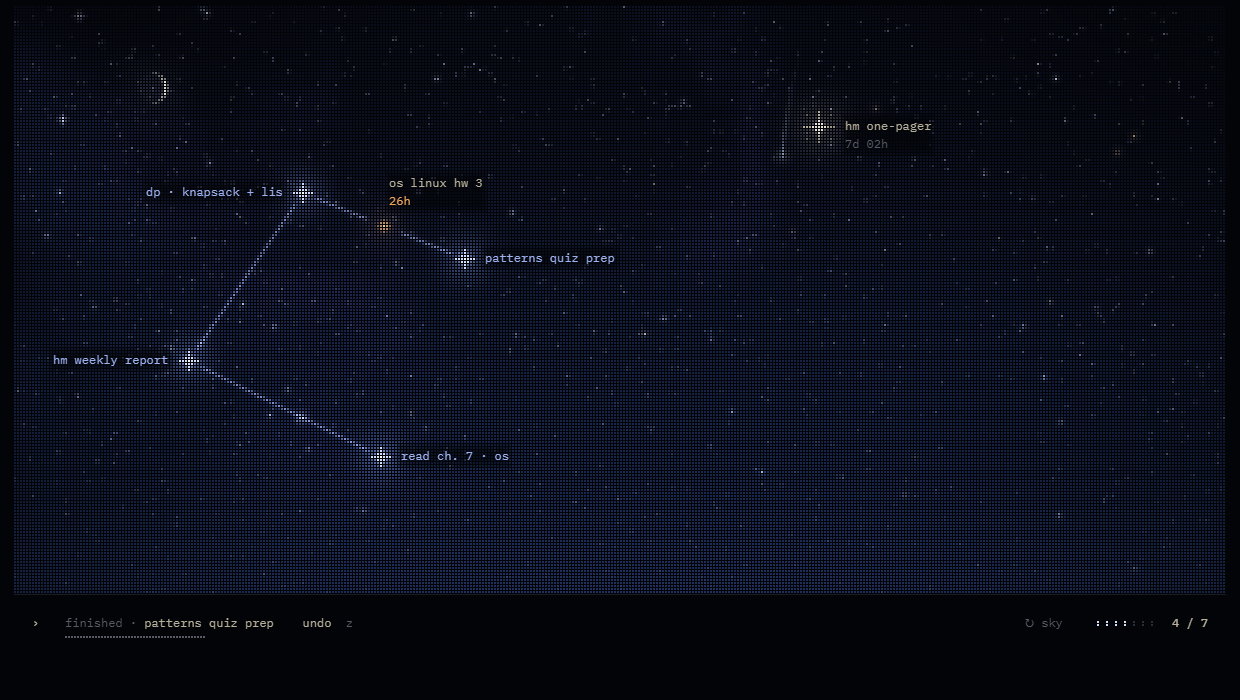 hm one-pager
7d 02h
os linux hw 3
26h
dp · knapsack + lis
patterns quiz prep
hm weekly report
read ch. 7 · os
› finished · patterns quiz prep undo z ↻ sky 4 / 7